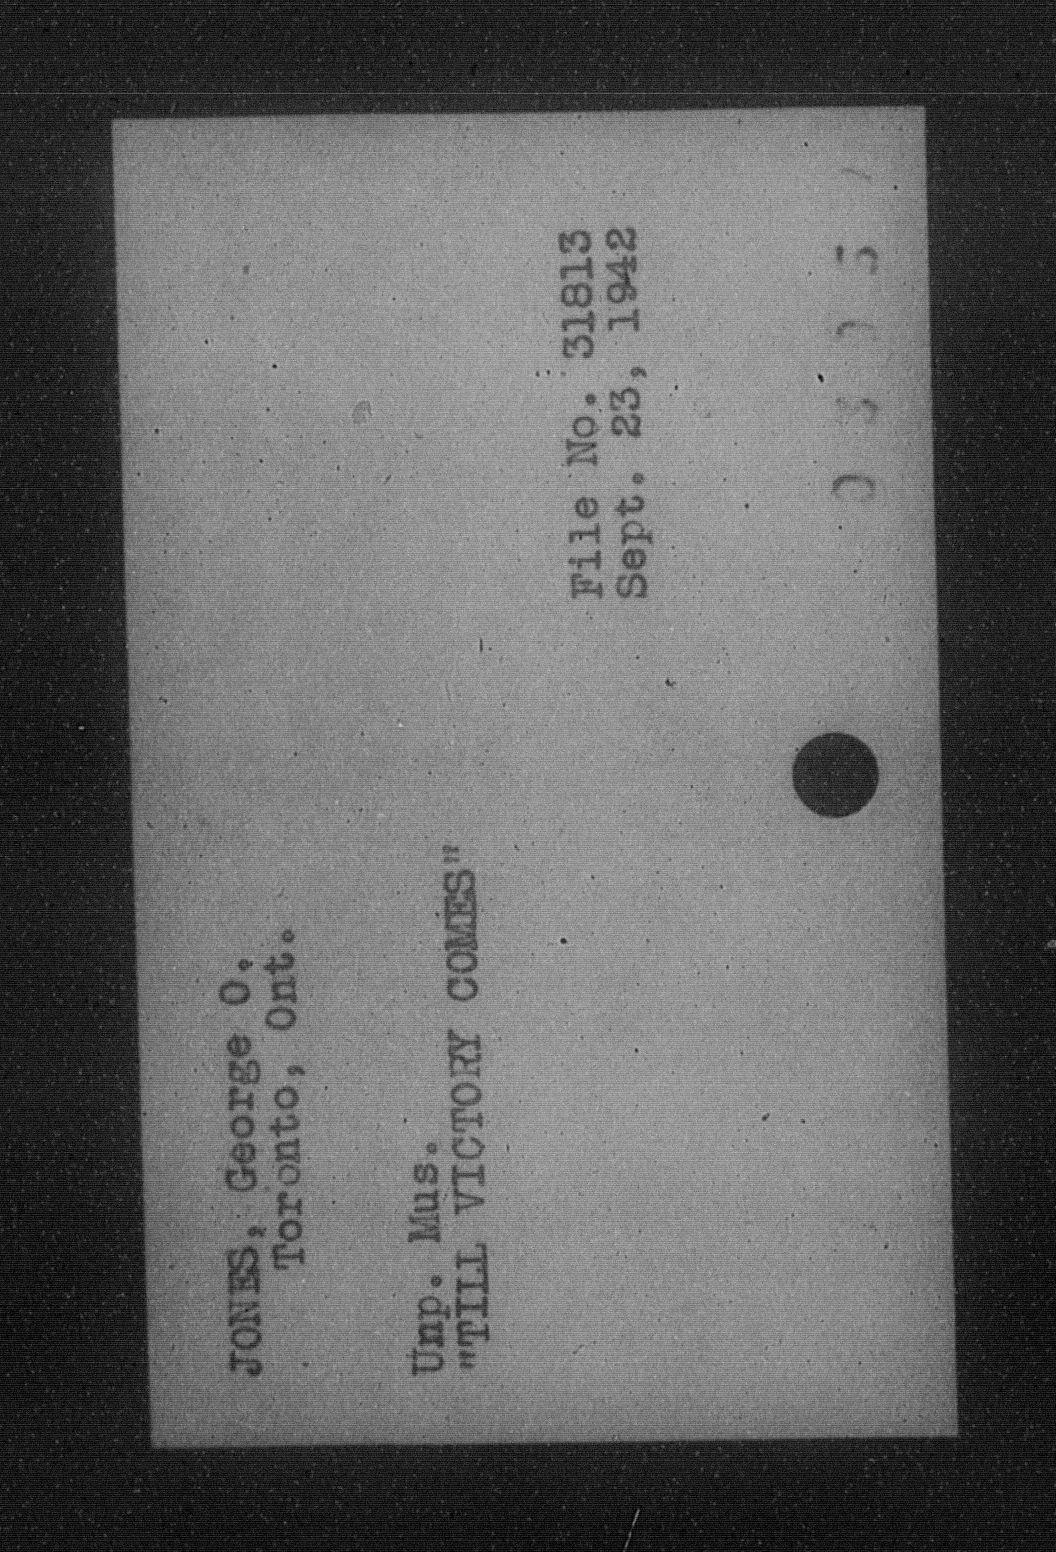 JONES, George O.
Toronto, Ont.
Unp. Mus.
"TILL VICTORY COMES"
File No. 31813
Sept. 23, 1942